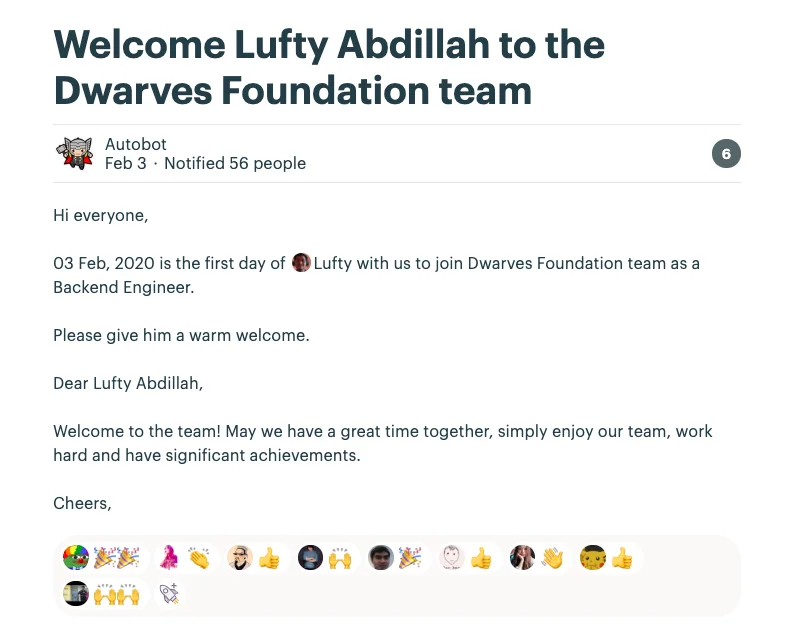 Welcome Lufty Abdillah to the
Dwarves Foundation team
Autobot
Feb 3 · Notified 56 people
6
Hi everyone,
03 Feb, 2020 is the first day of Lufty with us to join Dwarves Foundation team as a
Backend Engineer.
Please give him a warm welcome.
Dear Lufty Abdillah,
Welcome to the team! May we have a great time together, simply enjoy our team, work
hard and have significant achievements.
Cheers,